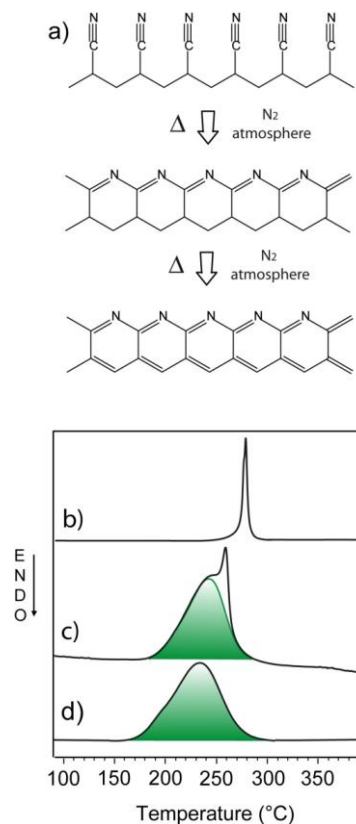 a)
N N N N N
C C C C C
Δ N2
atmosphere
N N N N N
Δ N2
atmosphere
N N N N N
b)
E
N
D
O
c)
d)
100 150 200 250 300 350
Temperature (°C)